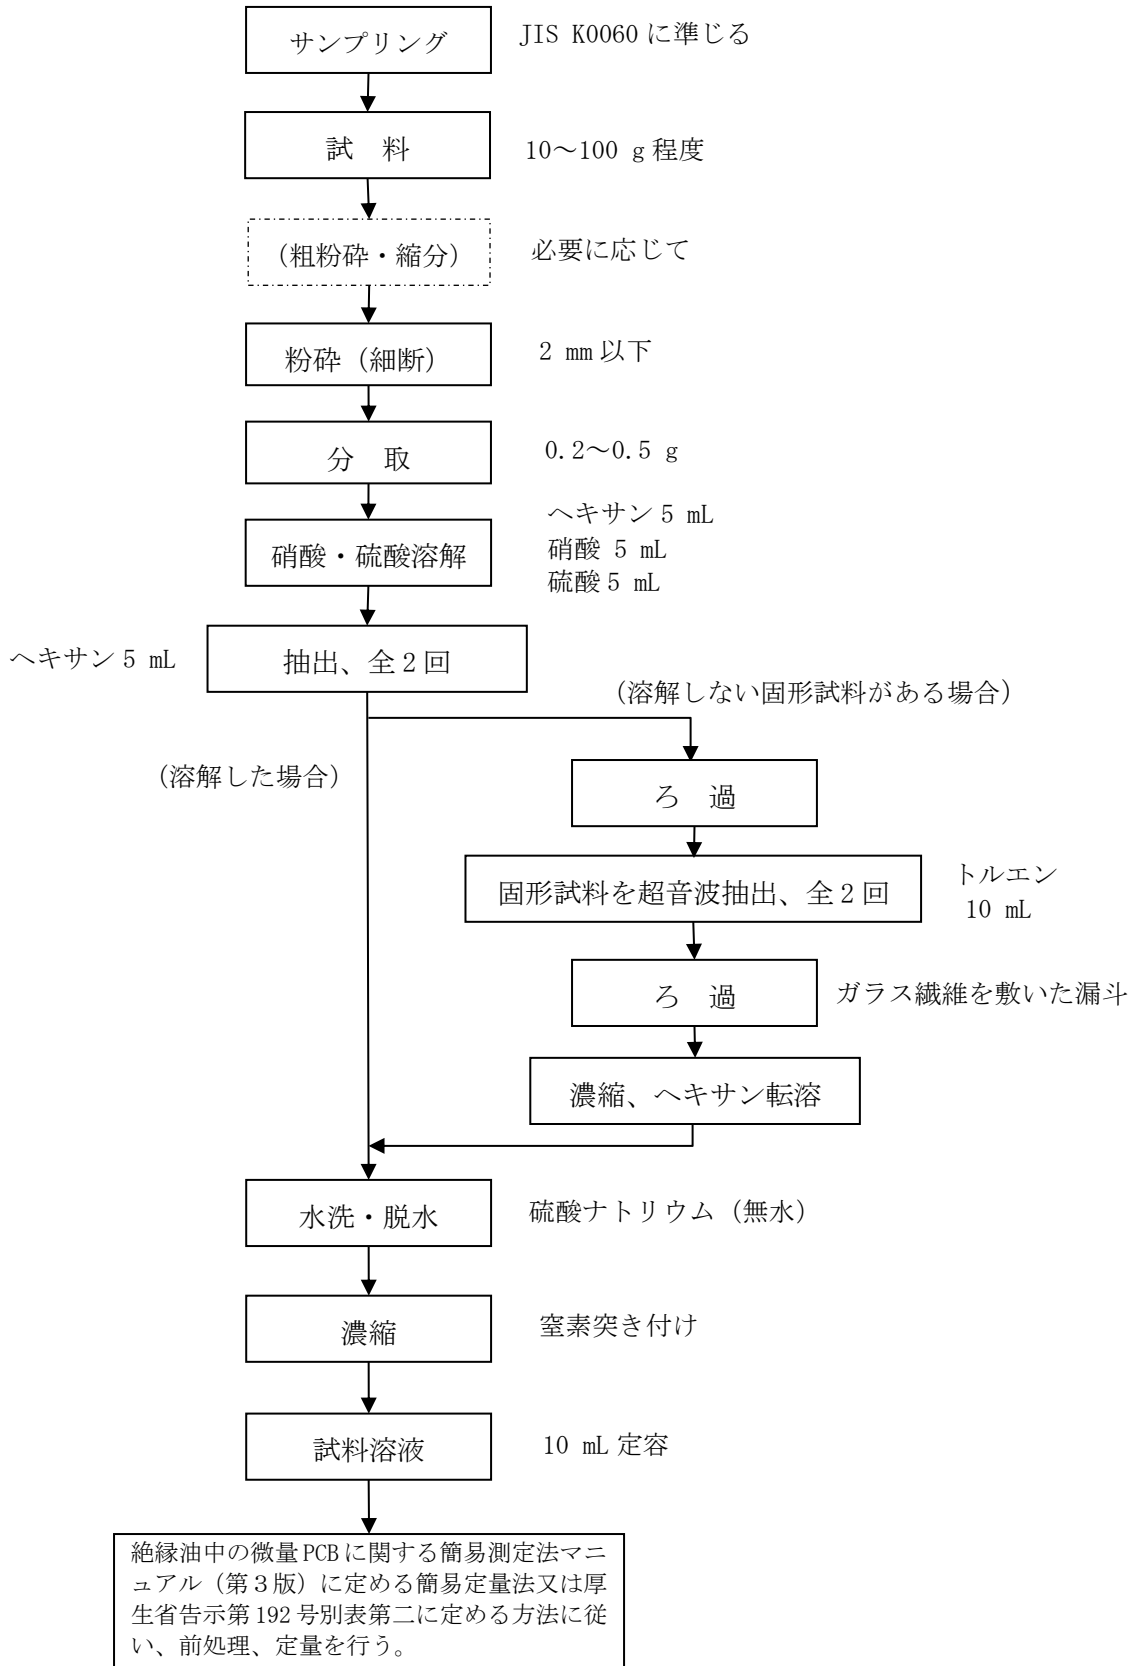 サンプリング
JIS K0060 に準じる
試　料
10～100 g 程度
(粗粉砕・縮分)
必要に応じて
粉砕（細断）
2 mm 以下
分　取
0.2～0.5 g
硝酸・硫酸溶解
ヘキサン 5 mL
硝酸 5 mL
硫酸 5 mL
ヘキサン 5 mL
抽出、全２回
(溶解しない固形試料がある場合)
(溶解した場合)
ろ　過
固形試料を超音波抽出、全２回
トルエン
10 mL
ろ　過
ガラス繊維を敷いた漏斗
濃縮、ヘキサン転溶
水洗・脱水
硫酸ナトリウム（無水）
濃縮
窒素突き付け
試料溶液
10 mL 定容
絶縁油中の微量 PCB に関する簡易測定法マニ
ュアル（第３版）に定める簡易定量法又は厚
生省告示第 192 号別表第二に定める方法に従
い、前処理、定量を行う。